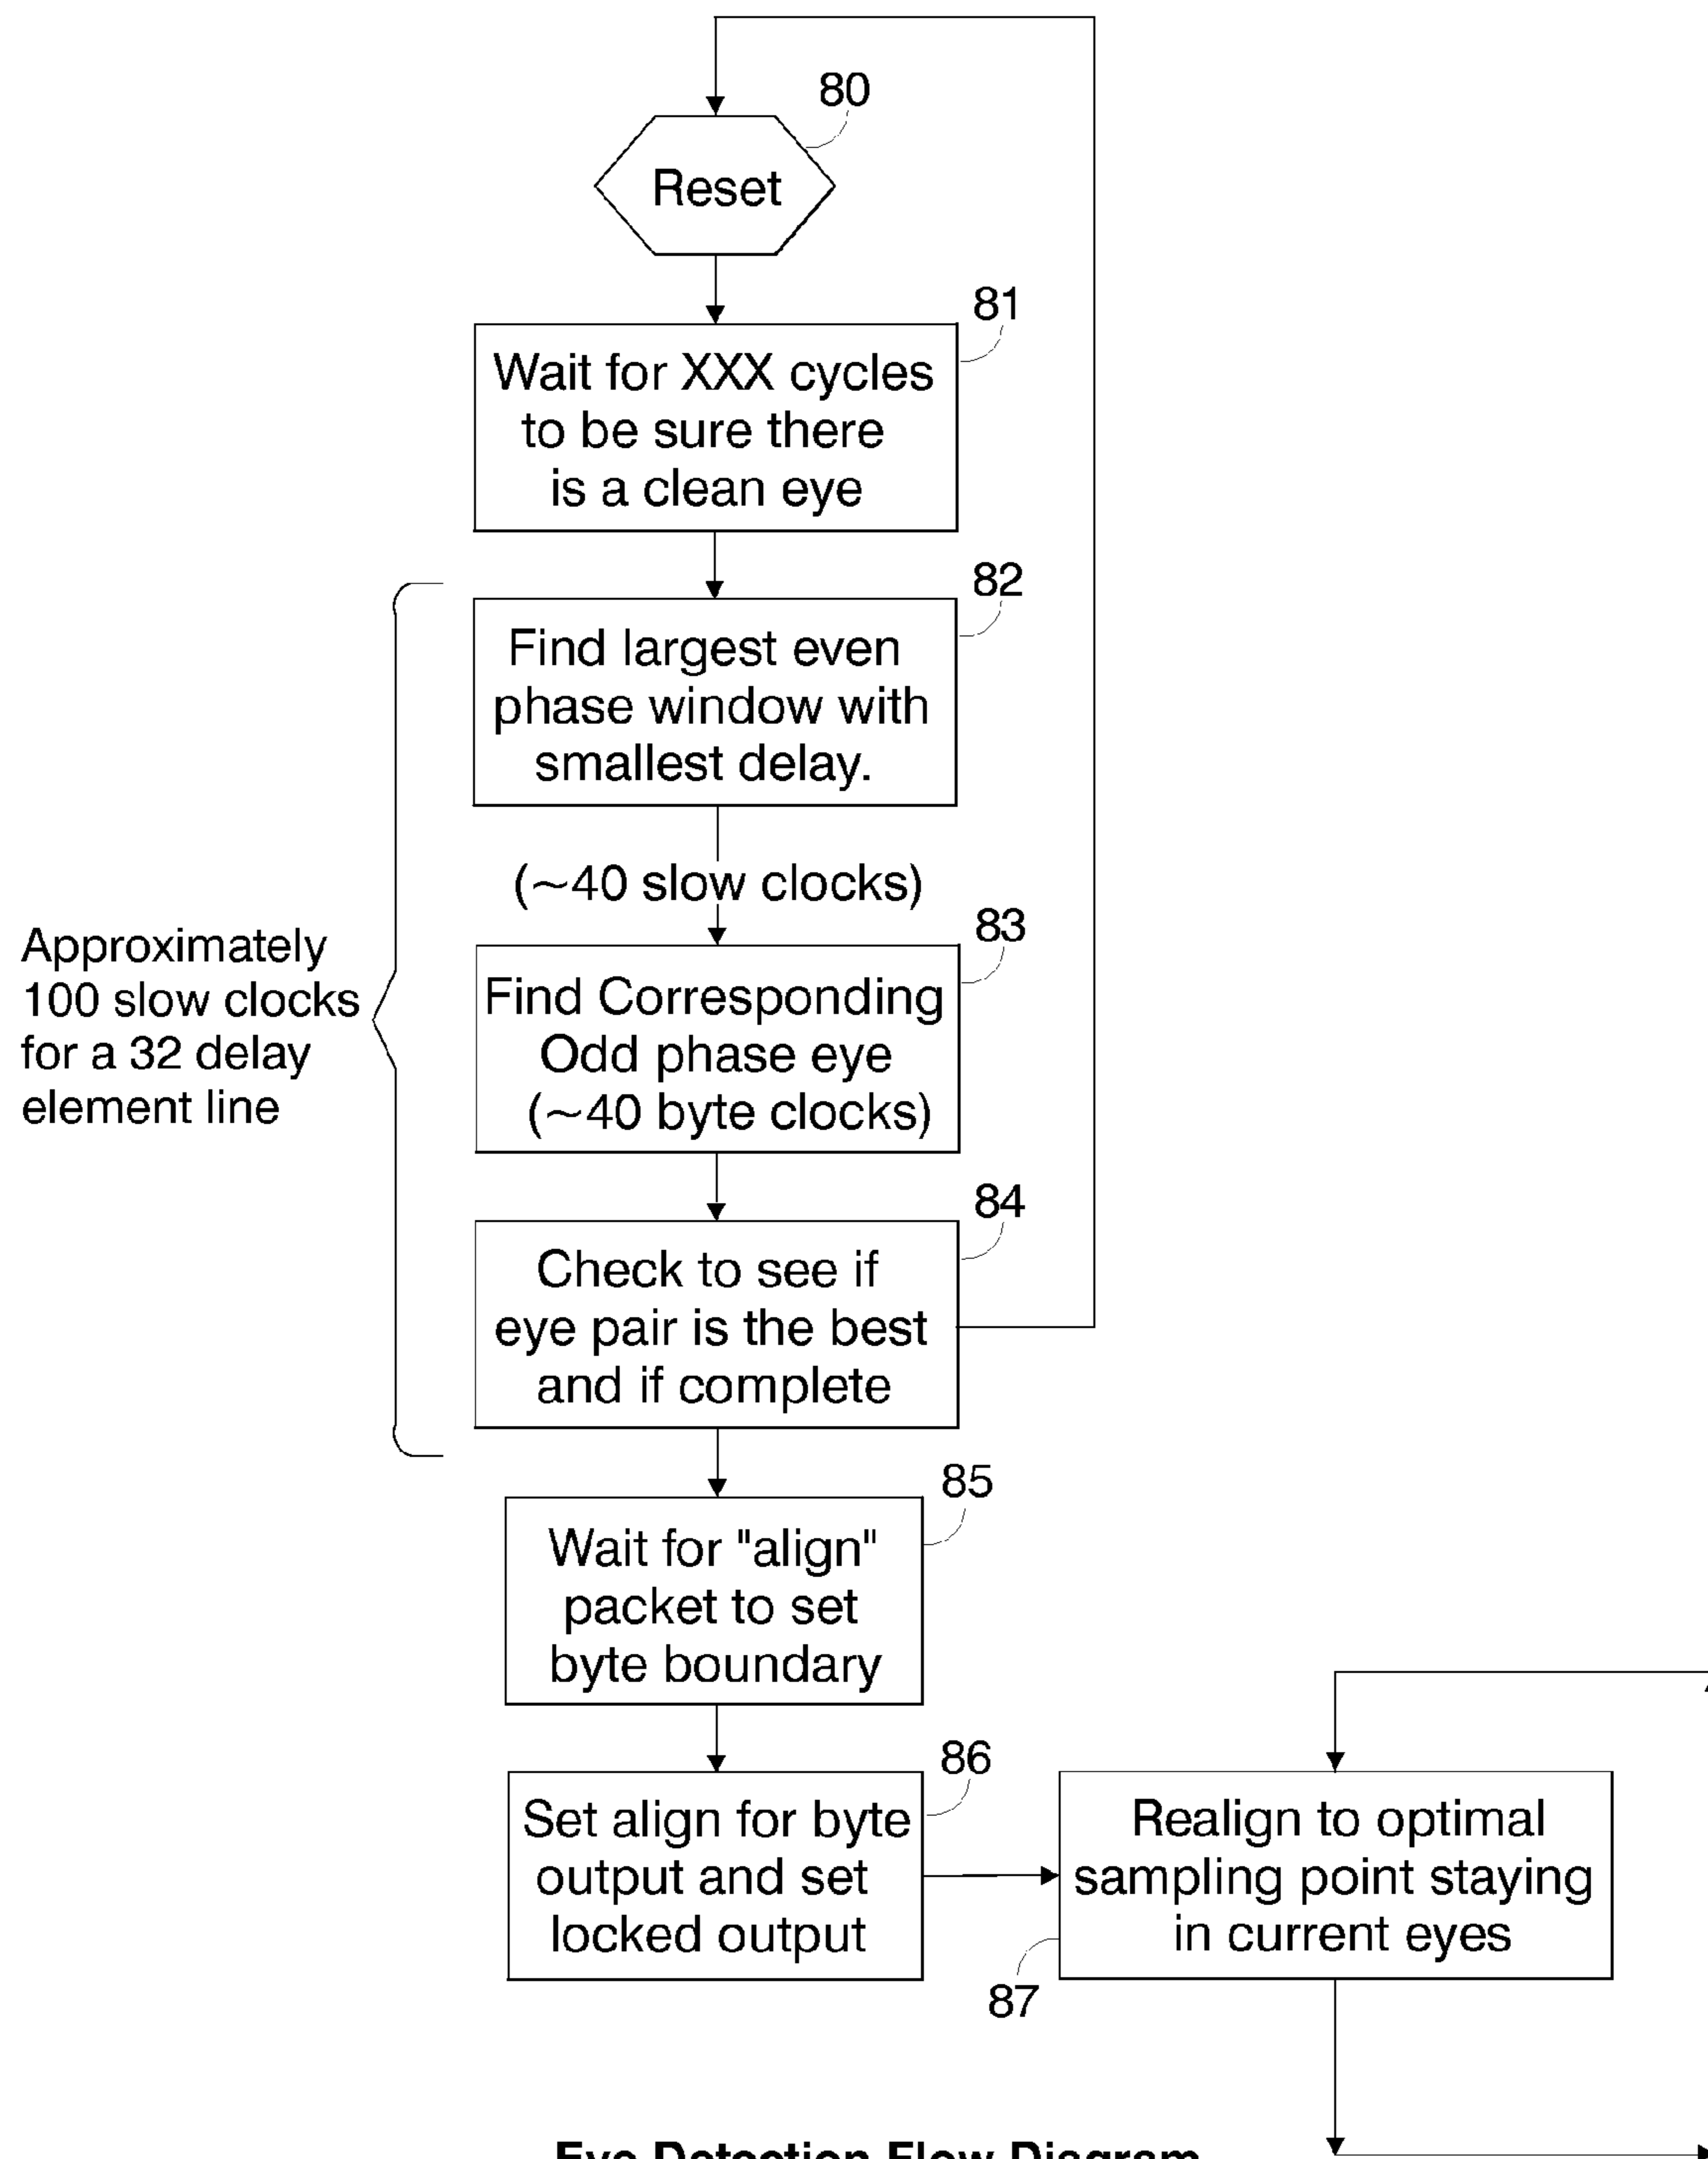 80
Reset
81
Wait for XXX cycles
to be sure there
is a clean eye
82
Find largest even
phase window with
smallest delay.
(~40 slow clocks)
Approximately
100 slow clocks
for a 32 delay
element line
83
Find Corresponding
Odd phase eye
(~40 byte clocks)
84
Check to see if
eye pair is the best
and if complete
85
Wait for "align"
packet to set
byte boundary
86
Set align for byte
output and set
locked output
Realign to optimal
sampling point staying
in current eyes
87
Eye Detection Flow Diagram